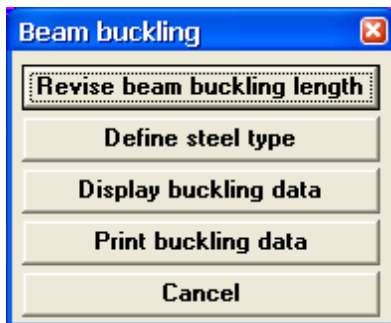 Beam buckling
Revise beam buckling length
Define steel type
Display buckling data
Print buckling data
Cancel